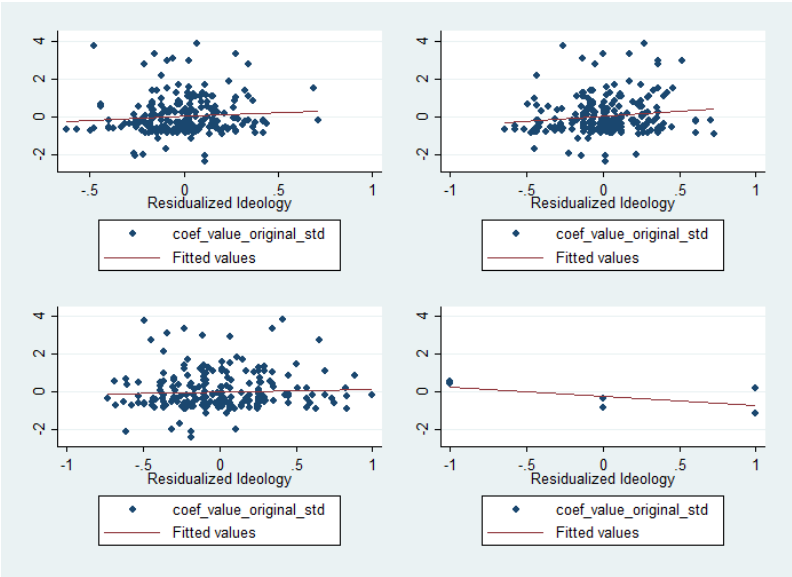 4
2
0
-2
-.5
0
.5
1
Residualized Ideology
coef_value_original_std
Fitted values
4
2
0
-2
-1
-.5
0
.5
1
Residualized Ideology
coef_value_original_std
Fitted values
4
2
0
-2
-1
-.5
0
.5
1
Residualized Ideology
coef_value_original_std
Fitted values
4
2
0
-2
-1
-.5
0
.5
1
Residualized Ideology
coef_value_original_std
Fitted values